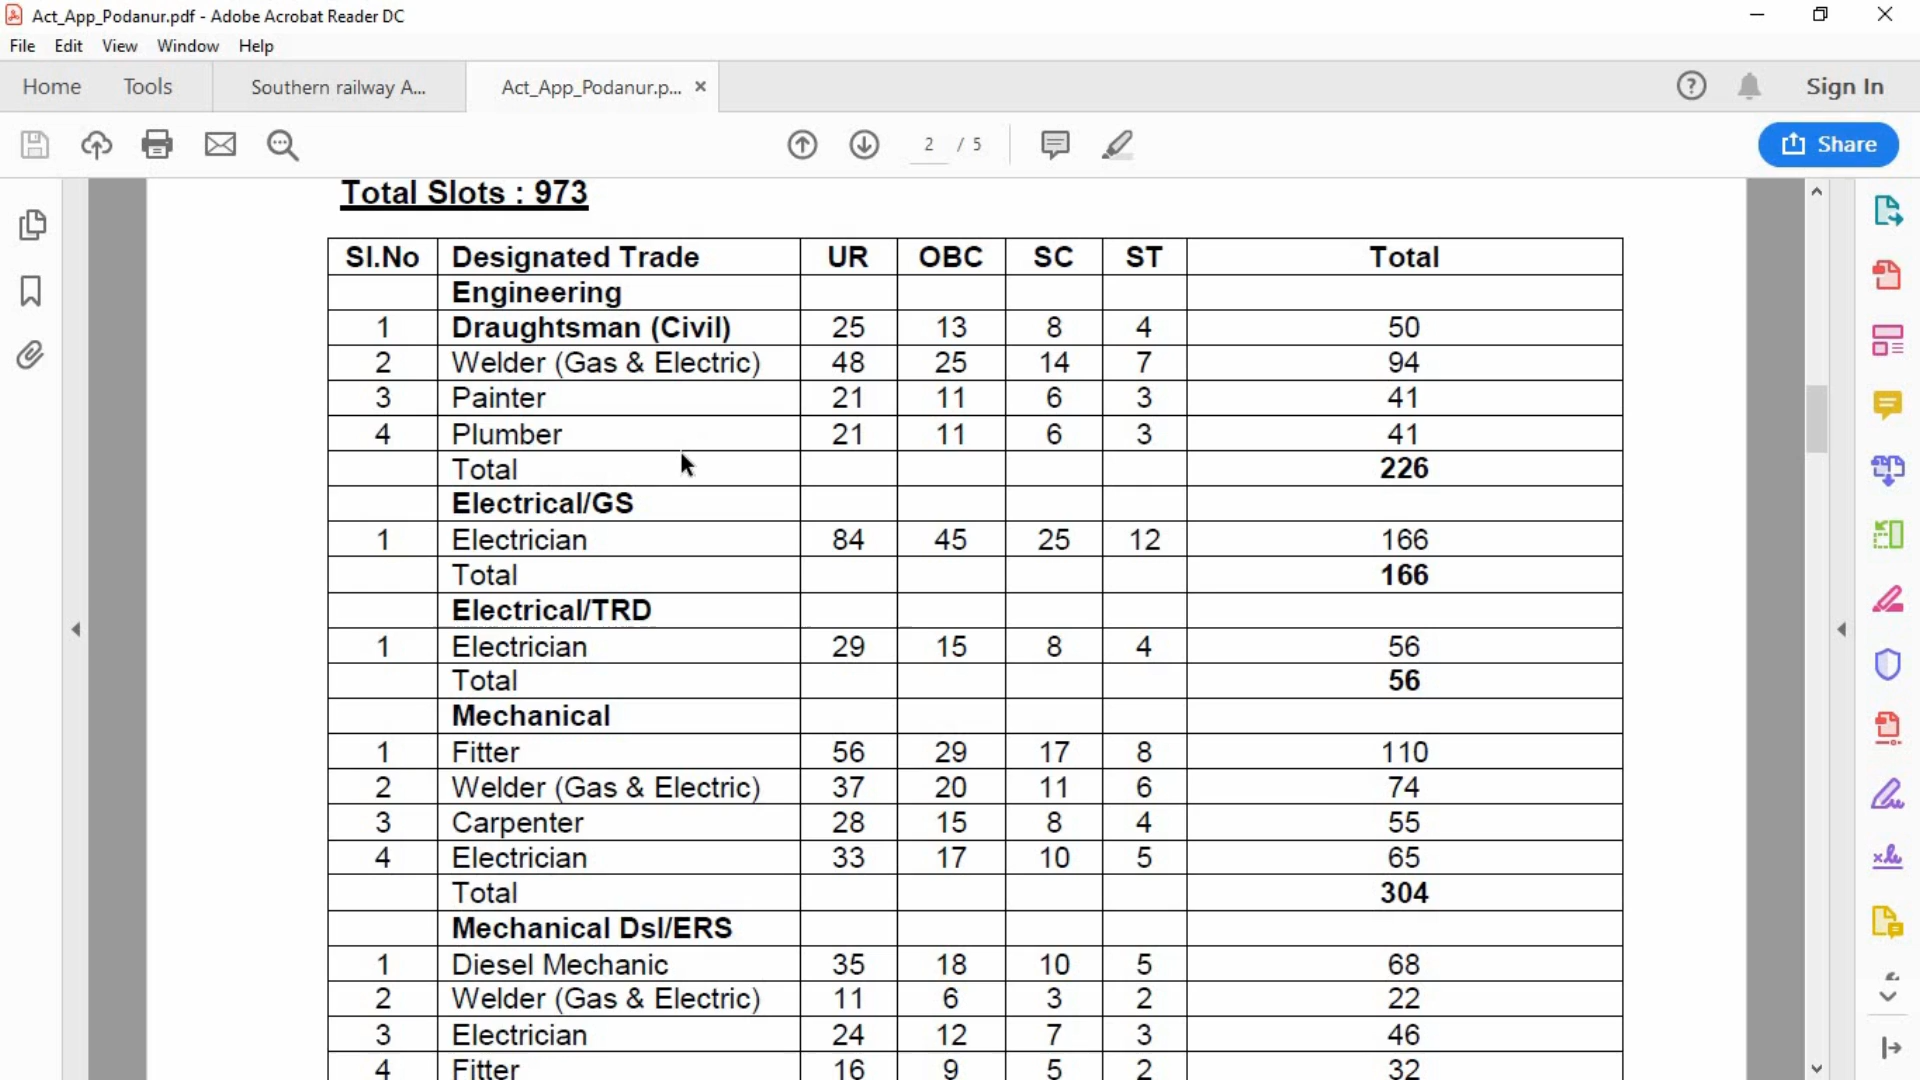 Act_App_Podanur.pdf - Adobe Acrobat Reader DC
File Edit View Window Help
Home Tools Southern railway A... Act_App_Podanur.p... × ? Sign In
2 / 5 Share
Total Slots : 973
Sl.No Designated Trade UR OBC SC ST Total
Engineering
1 Draughtsman (Civil) 25 13 8 4 50
2 Welder (Gas & Electric) 48 25 14 7 94
3 Painter 21 11 6 3 41
4 Plumber 21 11 6 3 41
Total 226
Electrical/GS
1 Electrician 84 45 25 12 166
Total 166
Electrical/TRD
1 Electrician 29 15 8 4 56
Total 56
Mechanical
1 Fitter 56 29 17 8 110
2 Welder (Gas & Electric) 37 20 11 6 74
3 Carpenter 28 15 8 4 55
4 Electrician 33 17 10 5 65
Total 304
Mechanical Dsl/ERS
1 Diesel Mechanic 35 18 10 5 68
2 Welder (Gas & Electric) 11 6 3 2 22
3 Electrician 24 12 7 3 46
4 Fitter 16 9 5 2 32